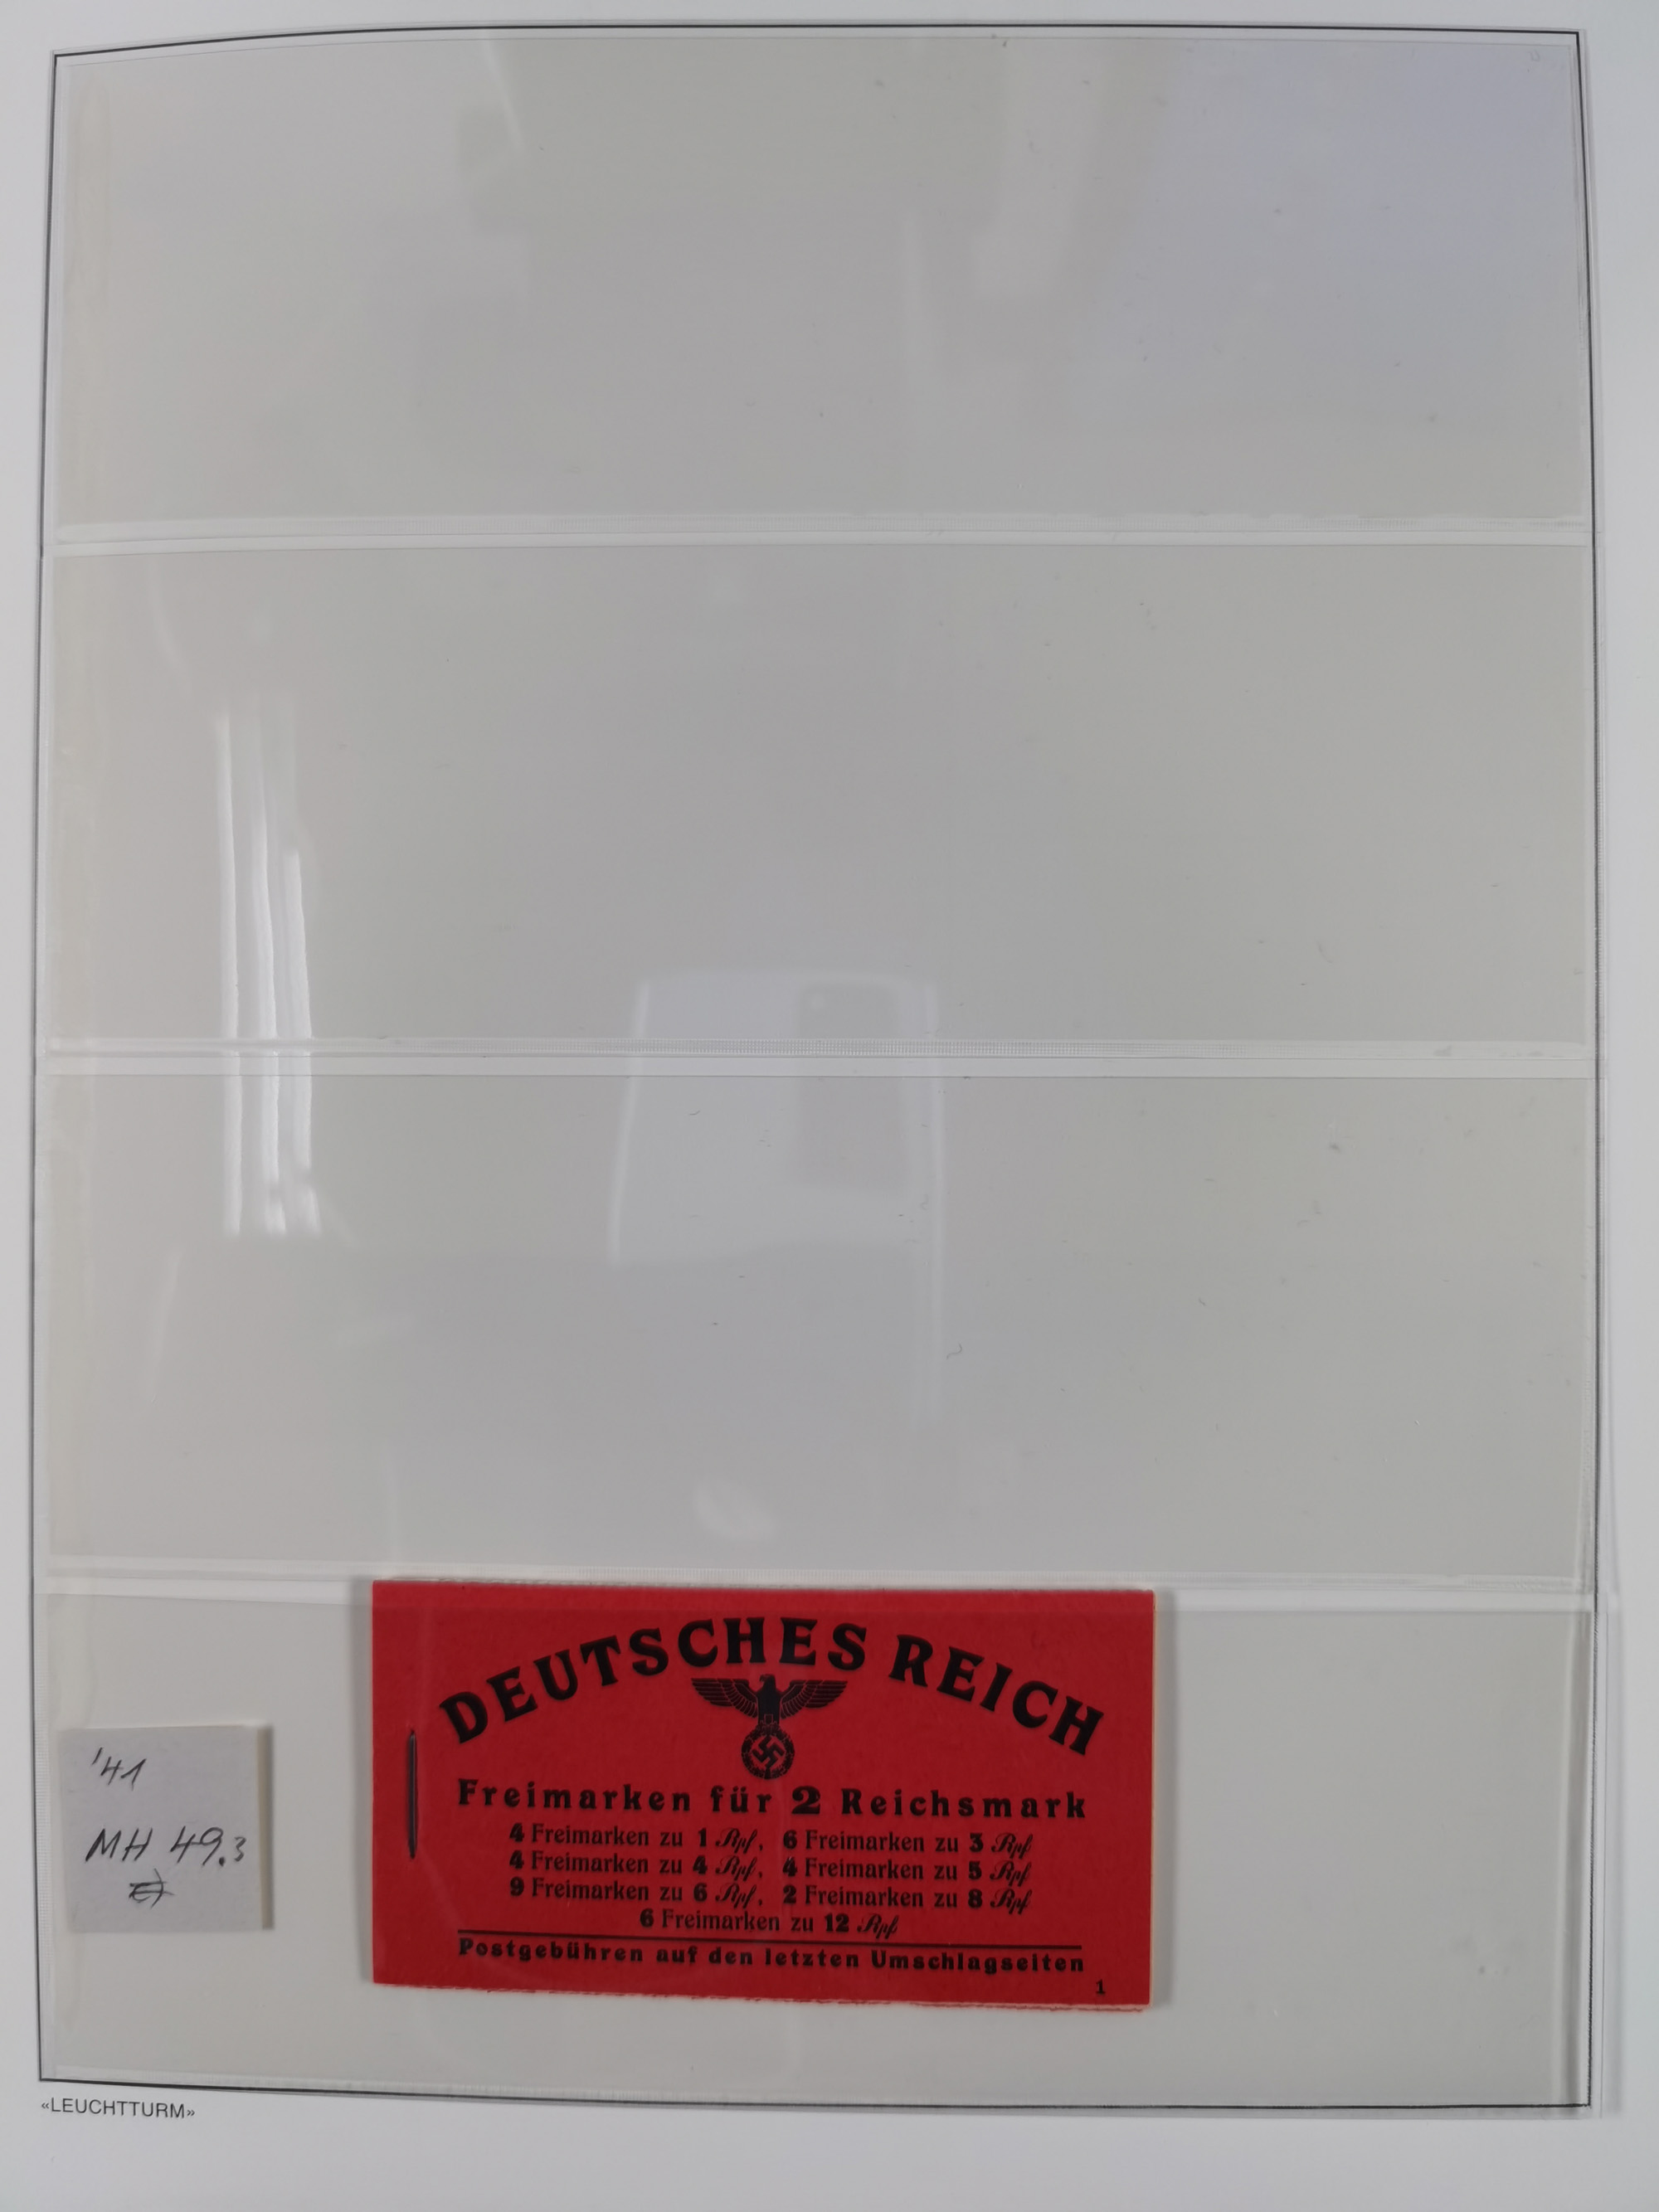 DEUTSCHES REICH
Freimarken für 2 Reichsmark
4 Freimarken zu 1 Rpf, 6 Freimarken zu 3 Rpf
4 Freimarken zu 4 Rpf, 4 Freimarken zu 5 Rpf
9 Freimarken zu 6 Rpf, 2 Freimarken zu 8 Rpf
6 Freimarken zu 12 Rpf
Postgebühren auf den letzten Umschlagseiten
1
'41
MH 49.3
«LEUCHTTURM»